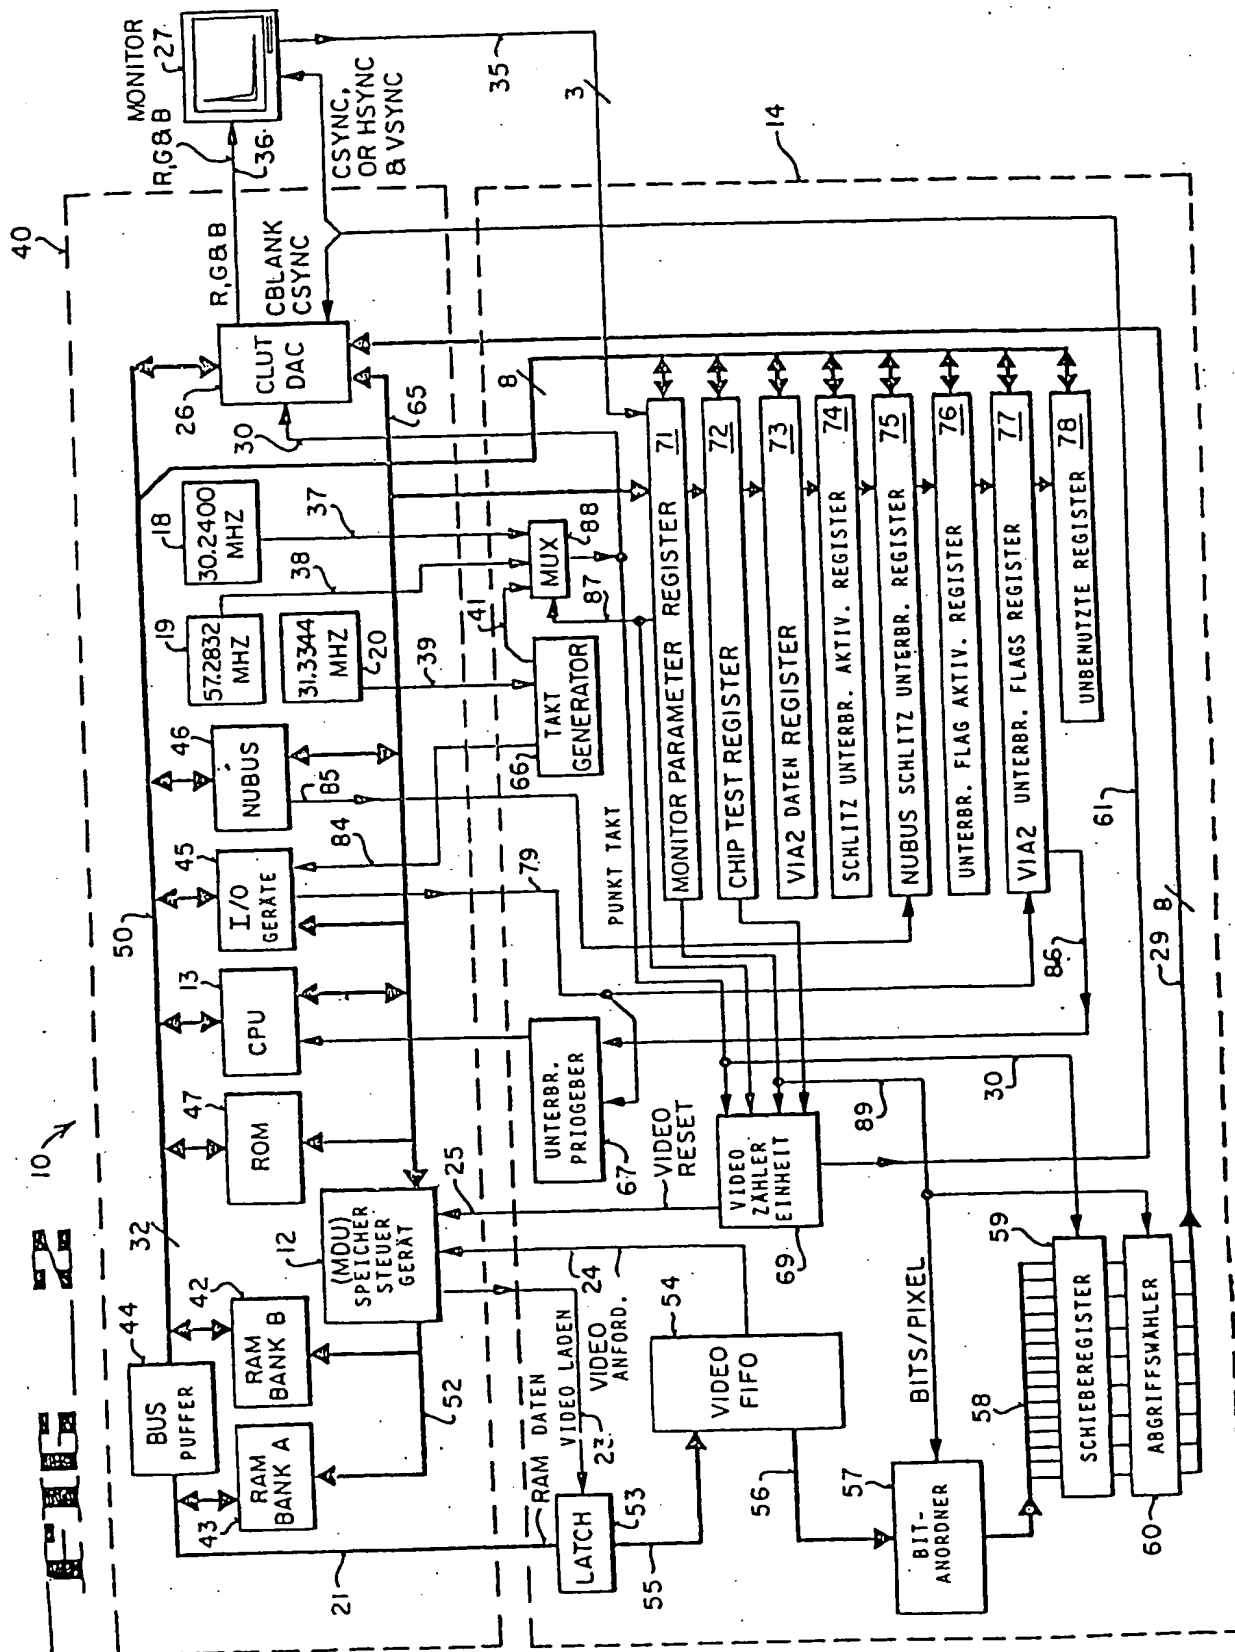 10
40
44
BUS
PUFFER
32
50
43
RAM
BANK A
42
RAM
BANK B
52
21
12
(MDU)
SPEICHER
STEUER
GERÄT
47
ROM
13
CPU
45
I/O
GERÄTE
46
NUBUS
85
84
79
19
57.2832
MHZ
18
30.2400
MHZ
31.3344
MHZ
20
38
37
39
26
CLUT
DAC
30
65
R,G&B
CBLANK
CSYNC
R,G&B
36
MONITOR
27
CSYNC,
OR HSYNC
& VSYNC
35
3
14
RAM DATEN
VIDEO LADEN
23
VIDEO
ANFORD.
24
25
VIDEO
RESET
LATCH
53
55
54
VIDEO
FIFO
56
57
BIT-
ANORDNER
58
59
SCHIEBEREGISTER
ABGRIFFSWÄHLER
60
BITS/PIXEL
VIDEO
ZÄHLER
EINHEIT
69
89
30
UNTERBR.
PRIOGEBER
67
66
TAKT
GENERATOR
41
MUX
88
87
PUNKT TAKT
8
MONITOR PARAMETER REGISTER 71
CHIP TEST REGISTER 72
VIA2 DATEN REGISTER 73
SCHLITZ UNTERBR. AKTIV. REGISTER 74
NUBUS SCHLITZ UNTERBR. REGISTER 75
UNTERBR. FLAG AKTIV. REGISTER 76
VIA2 UNTERBR. FLAGS REGISTER 77
UNBENUTZTE REGISTER 78
86
61
29
8